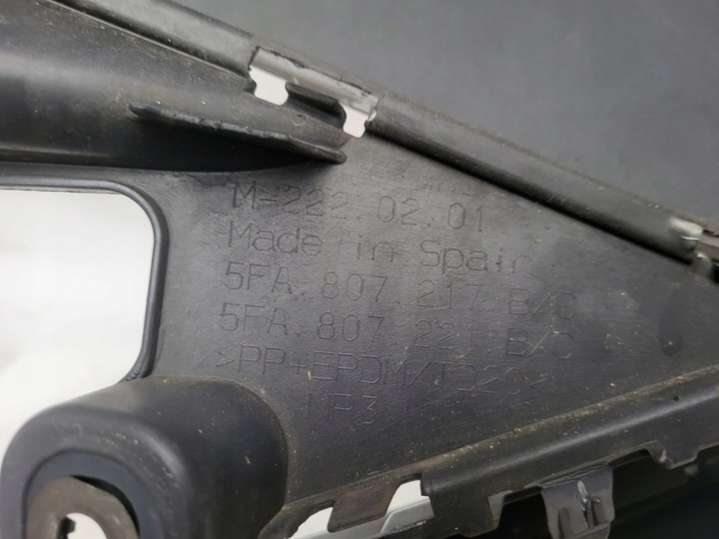 M=222.02.01
Made in Spain
5FA.807.217 B/C
5FA.807.221 B/C
>PP+EPDM/TD20<